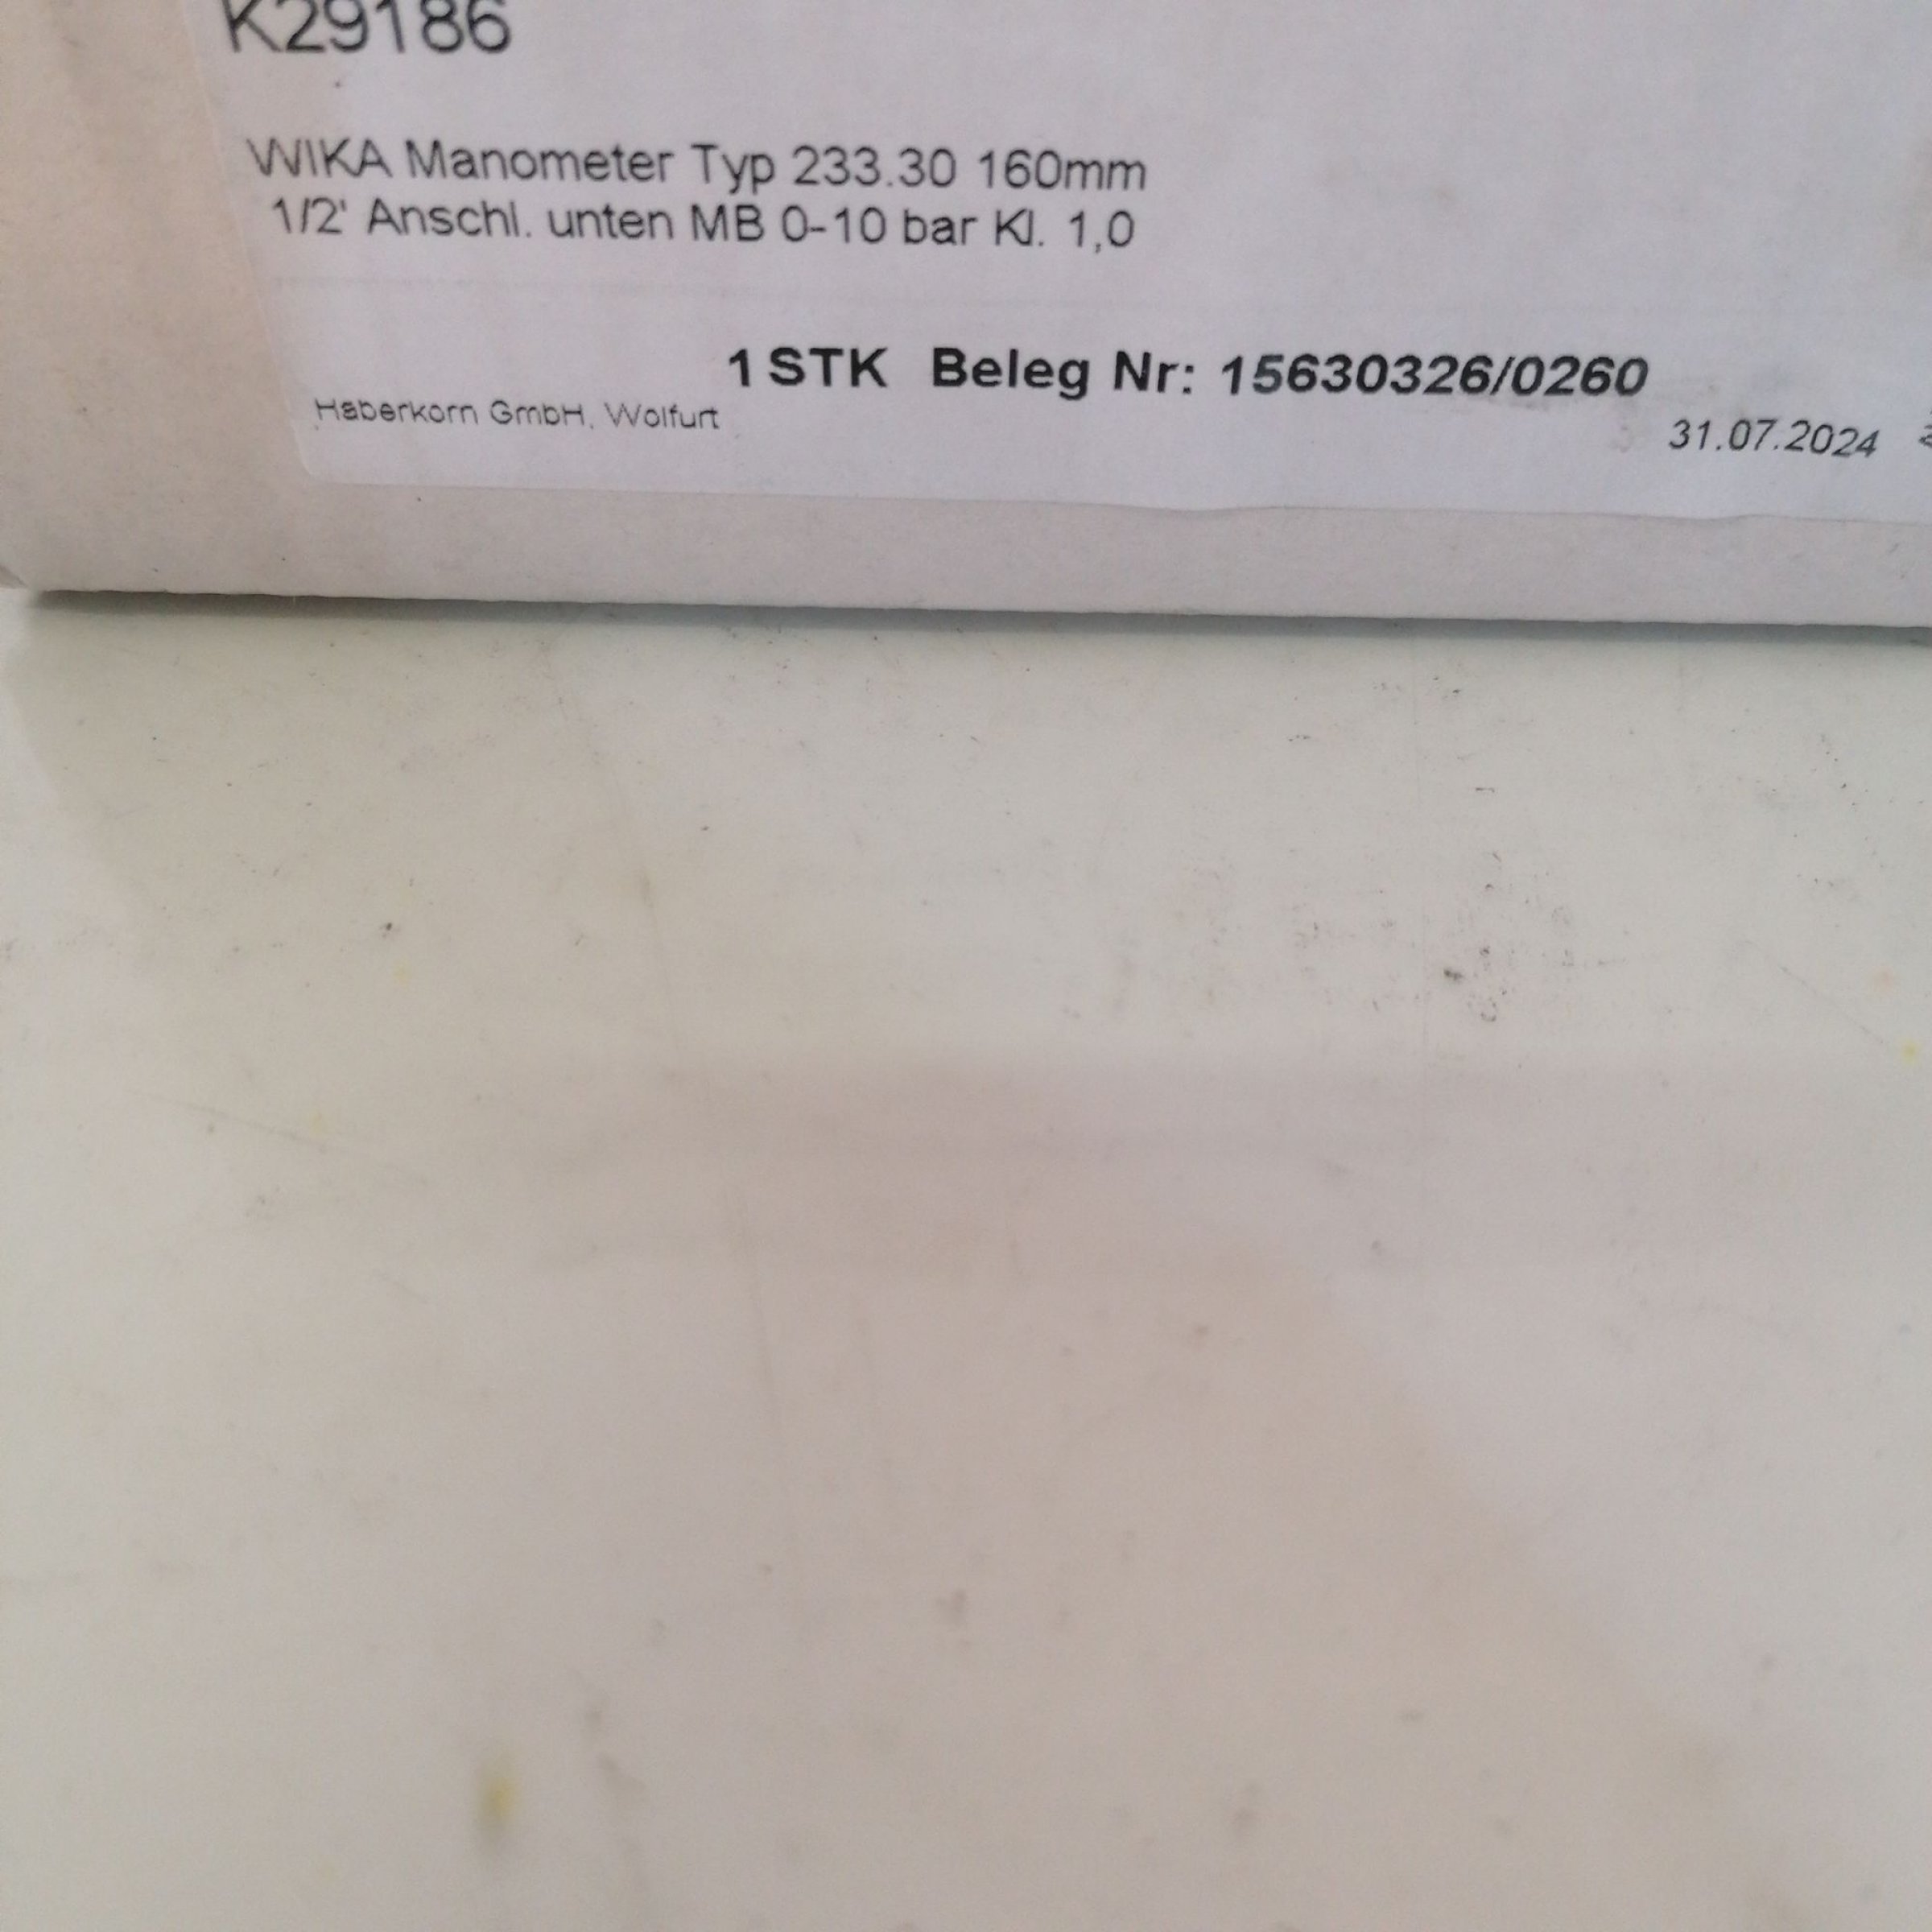 K29186
WIKA Manometer Typ 233.30 160mm
1/2' Anschl. unten MB 0-10 bar Kl. 1,0
1 STK Beleg Nr: 15630326/0260
Haberkorn GmbH, Wolfurt
31.07.2024